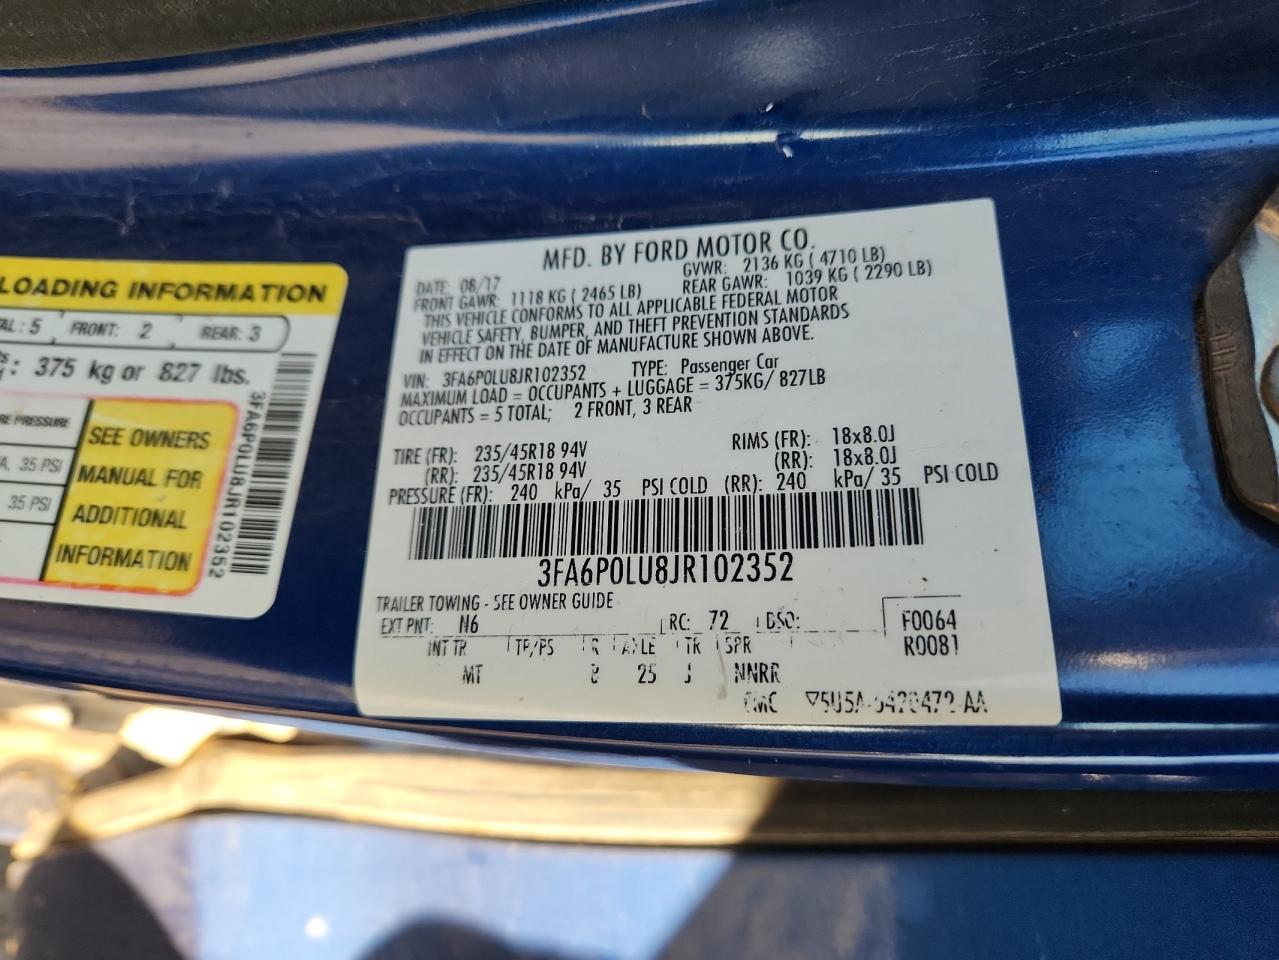 LOADING INFORMATION
AL: 5 FRONT: 2 REAR: 3
: 375 kg or 827 lbs.
RE PRESSURE
A, 35 PSI
35 PSI
SEE OWNERS
MANUAL FOR
ADDITIONAL
INFORMATION
3FA6P0LU8JR102352
MFD. BY FORD MOTOR CO.
DATE: 08/17 GVWR: 2136 KG ( 4710 LB)
FRONT GAWR: 1118 KG ( 2465 LB) REAR GAWR: 1039 KG ( 2290 LB)
THIS VEHICLE CONFORMS TO ALL APPLICABLE FEDERAL MOTOR
VEHICLE SAFETY, BUMPER, AND THEFT PREVENTION STANDARDS
IN EFFECT ON THE DATE OF MANUFACTURE SHOWN ABOVE.
VIN: 3FA6P0LU8JR102352 TYPE: Passenger Car
MAXIMUM LOAD = OCCUPANTS + LUGGAGE = 375KG/ 827LB
OCCUPANTS = 5 TOTAL; 2 FRONT, 3 REAR
TIRE (FR): 235/45R18 94V RIMS (FR): 18x8.0J
(RR): 235/45R18 94V (RR): 18x8.0J
PRESSURE (FR): 240 kPa/ 35 PSI COLD (RR): 240 kPa/ 35 PSI COLD
3FA6P0LU8JR102352
TRAILER TOWING - SEE OWNER GUIDE
EXT PNT: N6 RC: 72 DSO: F0064
INT TR TP/PS R AXLE TR SPR R0081
MT 25 J NNRR